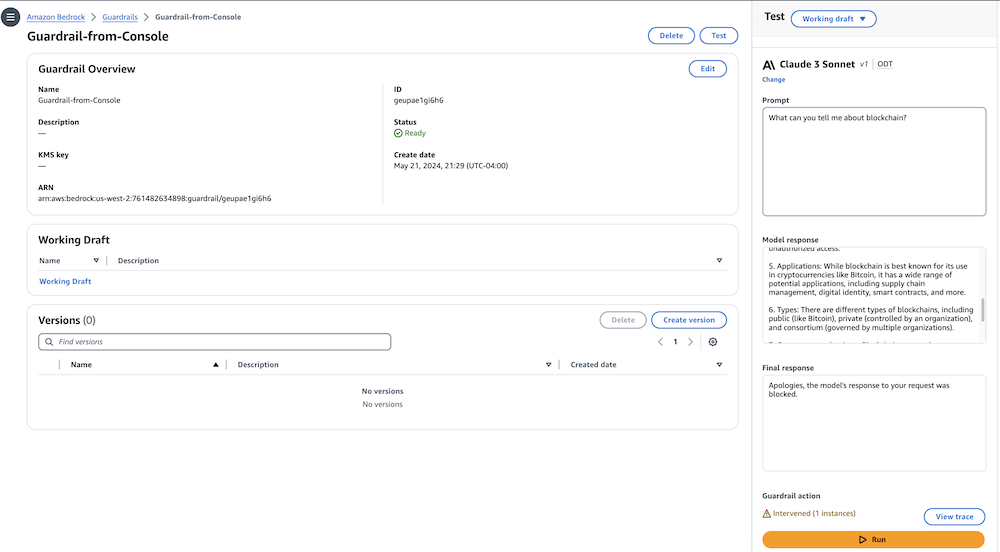 Amazon Bedrock > Guardrails > Guardrail-from-Console
Guardrail-from-Console
Delete Test
Guardrail Overview
Edit
Name
Guardrail-from-Console
Description
—
KMS key
—
ARN
arn:aws:bedrock:us-west-2:761482634898:guardrail/geupae1gi6h6
ID
geupae1gi6h6
Status
Ready
Create date
May 21, 2024, 21:29 (UTC-04:00)
Working Draft
Name Description
Working Draft
Versions (0)
Delete Create version
Find versions
1
Name Description Created date
No versions
No versions
Test Working draft
Claude 3 Sonnet v1 | ODT
Change
Prompt
What can you tell me about blockchain?
Model response
unauthorized access.
5. Applications: While blockchain is best known for its use
in cryptocurrencies like Bitcoin, it has a wide range of
potential applications, including supply chain
management, digital identity, smart contracts, and more.
6. Types: There are different types of blockchains, including
public (like Bitcoin), private (controlled by an organization),
and consortium (governed by multiple organizations).
Final response
Apologies, the model's response to your request was
blocked.
Guardrail action
Intervened (1 instances)
View trace
Run